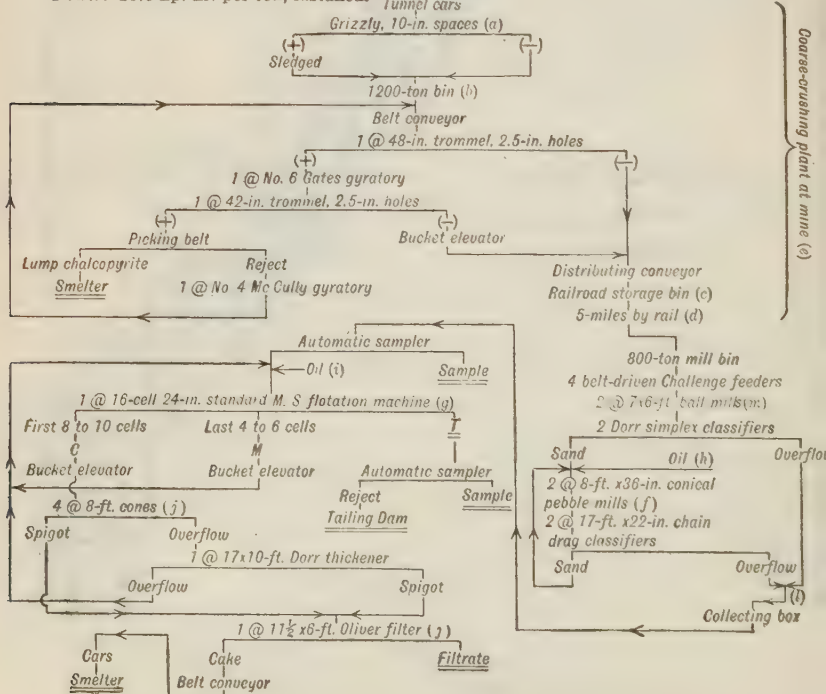 Tunnel cars
Grizzly, 10-in. spaces (a)
(+) (−)
Sledged
1200-ton bin (b)
Belt conveyor
1 @ 48-in. trommel, 2.5-in. holes
(+) (−)
1 @ No. 6 Gates gyratory
1 @ 42-in. trommel, 2.5-in. holes
(+) (−)
Picking belt Bucket elevator
Lump chalcopyrite Reject
Smelter 1 @ No 4 Mc Cully gyratory
Distributing conveyor
Railroad storage bin (c)
5-miles by rail (d)
Coarse-crushing plant at mine (e)
800-ton mill bin
4 belt-driven Challenge feeders
2 @ 7x6-ft. ball mills (m)
2 Dorr simplex classifiers
Sand Oil (h) Overflow
2 @ 8-ft. x36-in. conical
pebble mills (f)
2 @ 17-ft. x22-in. chain
drag classifiers
Sand Overflow
(l)
Collecting box
Automatic sampler
Oil (i) Sample
1 @ 16-cell 24-in. standard M. S flotation machine (g)
First 8 to 10 cells Last 4 to 6 cells T
C M
Bucket elevator Bucket elevator Automatic sampler
Reject Sample
Tailing Dam
4 @ 8-ft. cones (j)
Spigot Overflow
1 @ 17x10-ft. Dorr thickener
Overflow Spigot
1 @ 11½ x6-ft. Oliver filter (j)
Cars Cake Filtrate
Smelter Belt conveyor